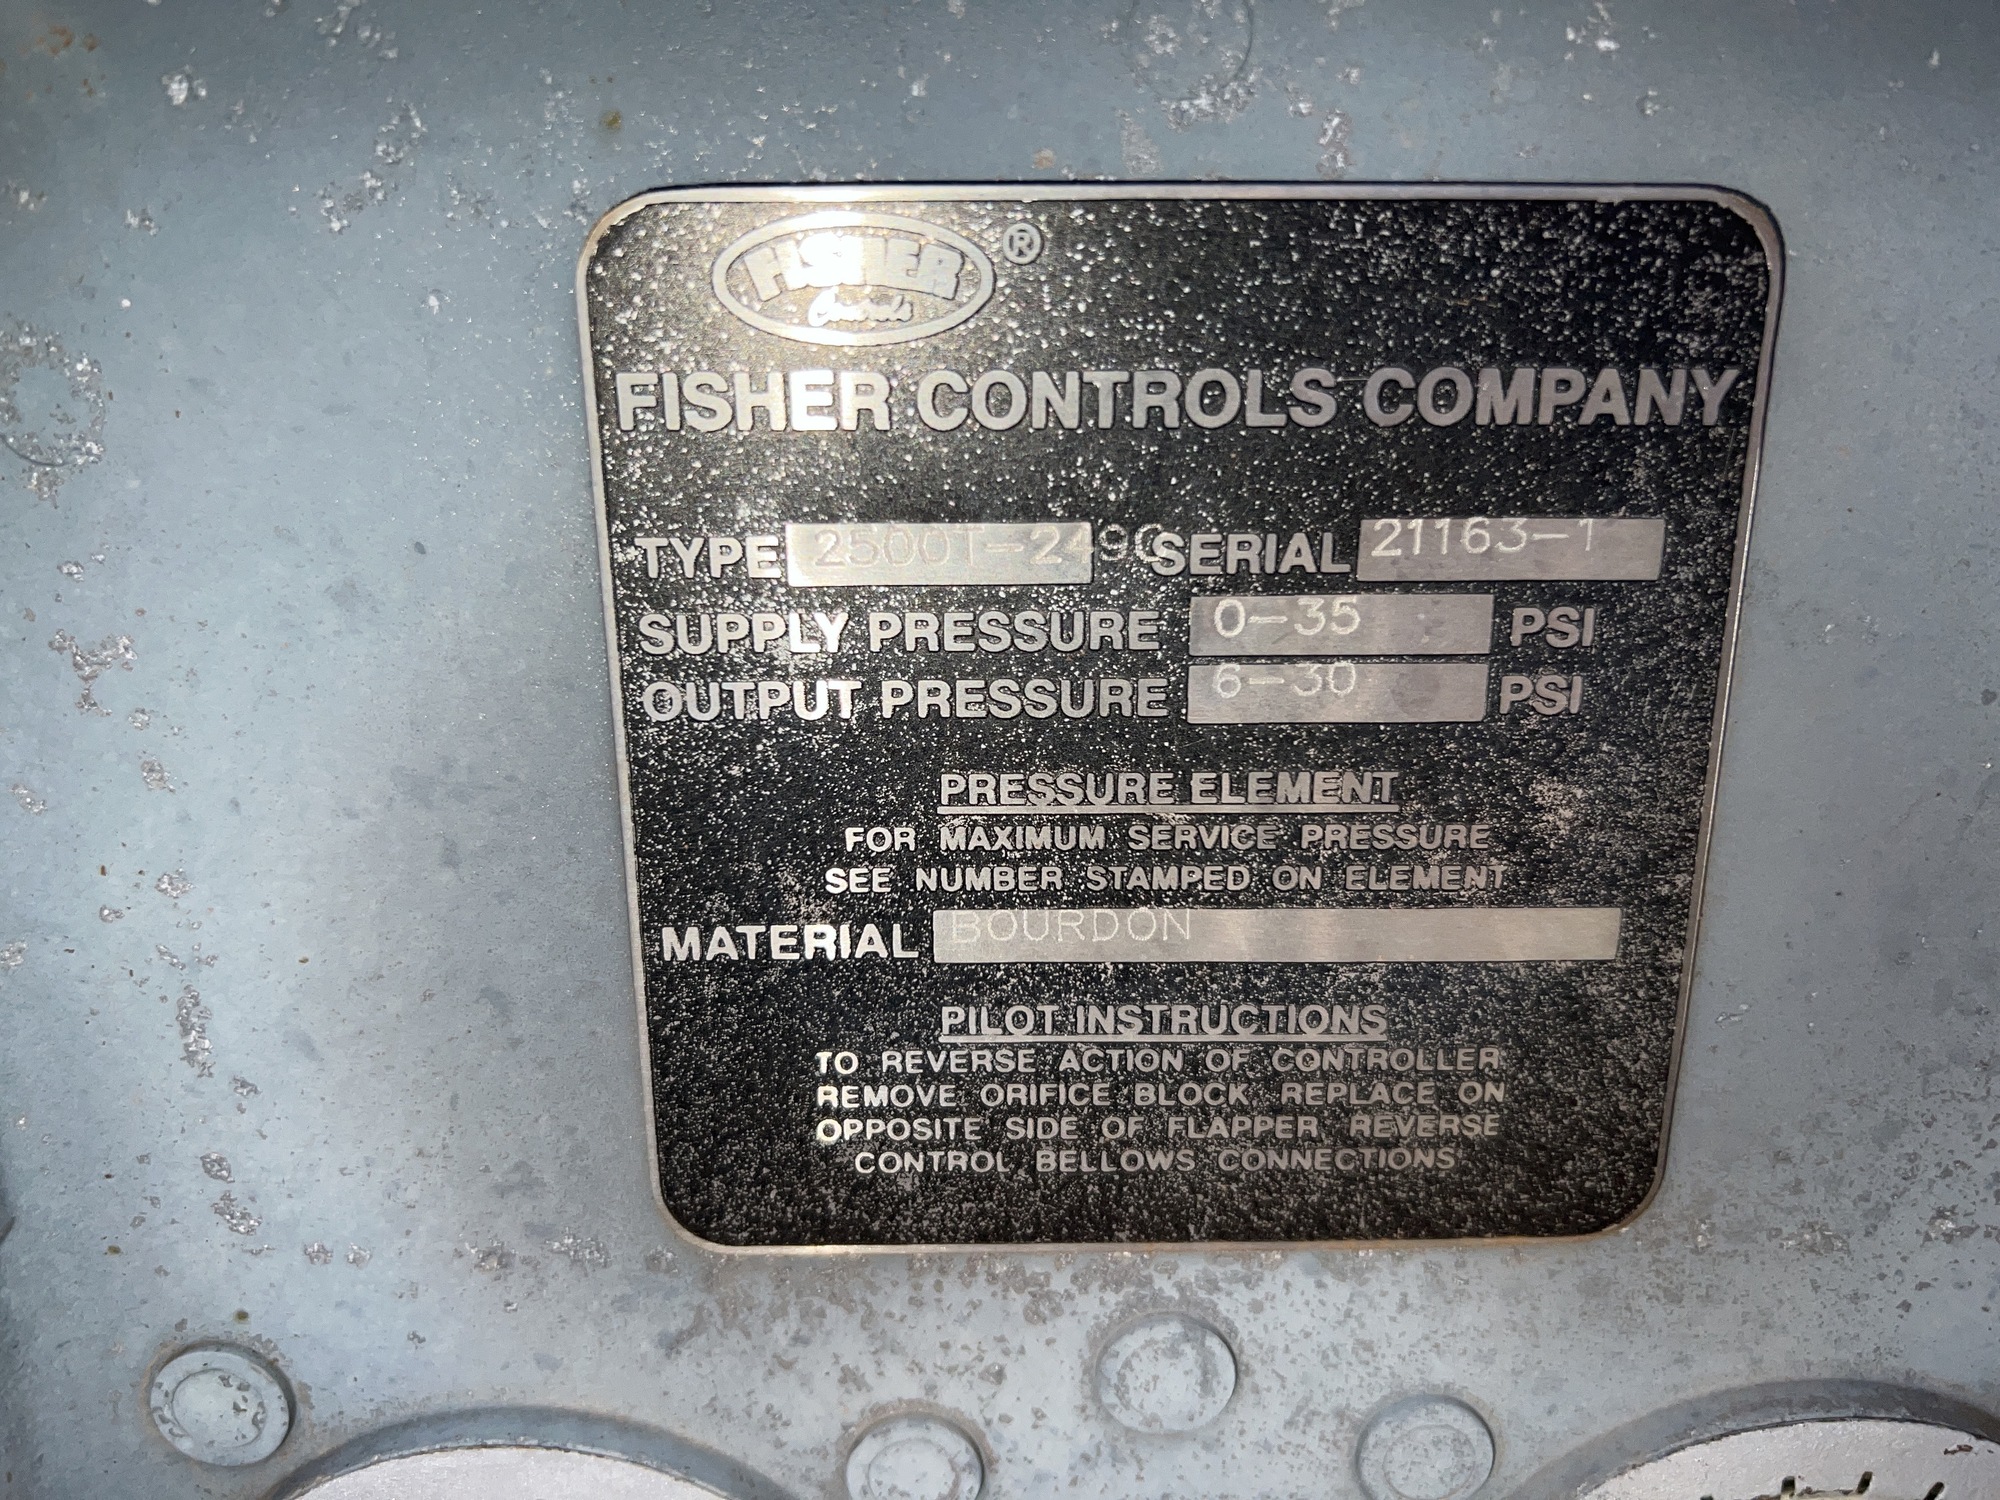 FISHER
Controls
®
FISHER CONTROLS COMPANY
TYPE 2500T-249C SERIAL 21163-1
SUPPLY PRESSURE 0-35 PSI
OUTPUT PRESSURE 6-30 PSI
PRESSURE ELEMENT
FOR MAXIMUM SERVICE PRESSURE
SEE NUMBER STAMPED ON ELEMENT
MATERIAL BOURDON
PILOT INSTRUCTIONS
TO REVERSE ACTION OF CONTROLLER
REMOVE ORIFICE BLOCK REPLACE ON
OPPOSITE SIDE OF FLAPPER REVERSE
CONTROL BELLOWS CONNECTIONS